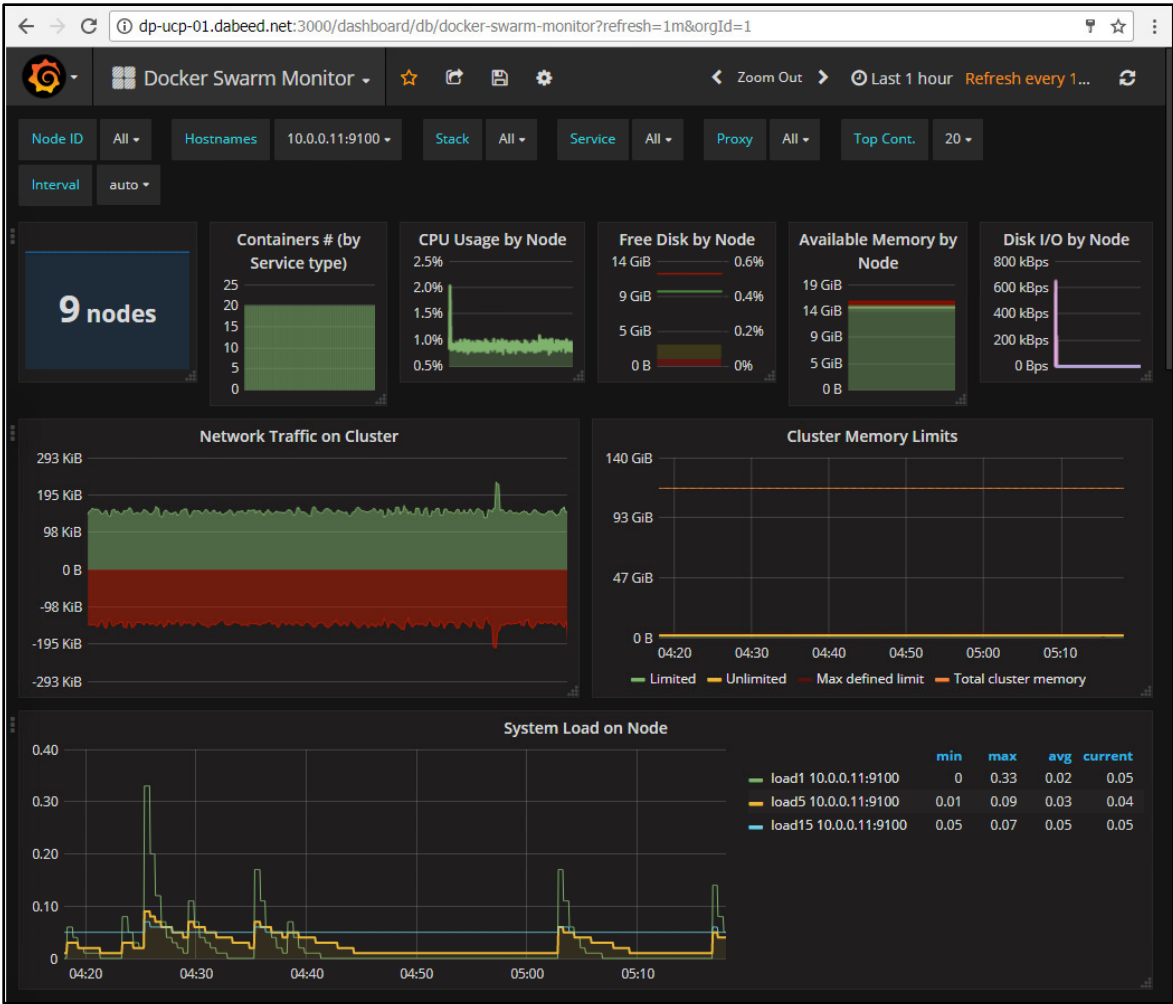 dp-ucp-01.dabeed.net:3000/dashboard/db/docker-swarm-monitor?refresh=1m&orgId=1
Docker Swarm Monitor
Zoom Out
Last 1 hour Refresh every 1...
Node ID All Hostnames 10.0.0.11:9100 Stack All Service All Proxy All Top Cont. 20
Interval auto
9 nodes
Containers # (by
Service type)
25
20
15
10
5
0
CPU Usage by Node
2.5%
2.0%
1.5%
1.0%
0.5%
Free Disk by Node
14 GiB 0.6%
9 GiB 0.4%
5 GiB 0.2%
0 B 0%
Available Memory by
Node
19 GiB
14 GiB
9 GiB
5 GiB
0 B
Disk I/O by Node
800 kBps
600 kBps
400 kBps
200 kBps
0 Bps
Network Traffic on Cluster
293 KiB
195 KiB
98 KiB
0 B
-98 KiB
-195 KiB
-293 KiB
Cluster Memory Limits
140 GiB
93 GiB
47 GiB
0 B
04:20 04:30 04:40 04:50 05:00 05:10
Limited Unlimited Max defined limit Total cluster memory
System Load on Node
0.40
0.30
0.20
0.10
0
04:20 04:30 04:40 04:50 05:00 05:10
min max avg current
load1 10.0.0.11:9100 0 0.33 0.02 0.05
load5 10.0.0.11:9100 0.01 0.09 0.03 0.04
load15 10.0.0.11:9100 0.05 0.07 0.05 0.05